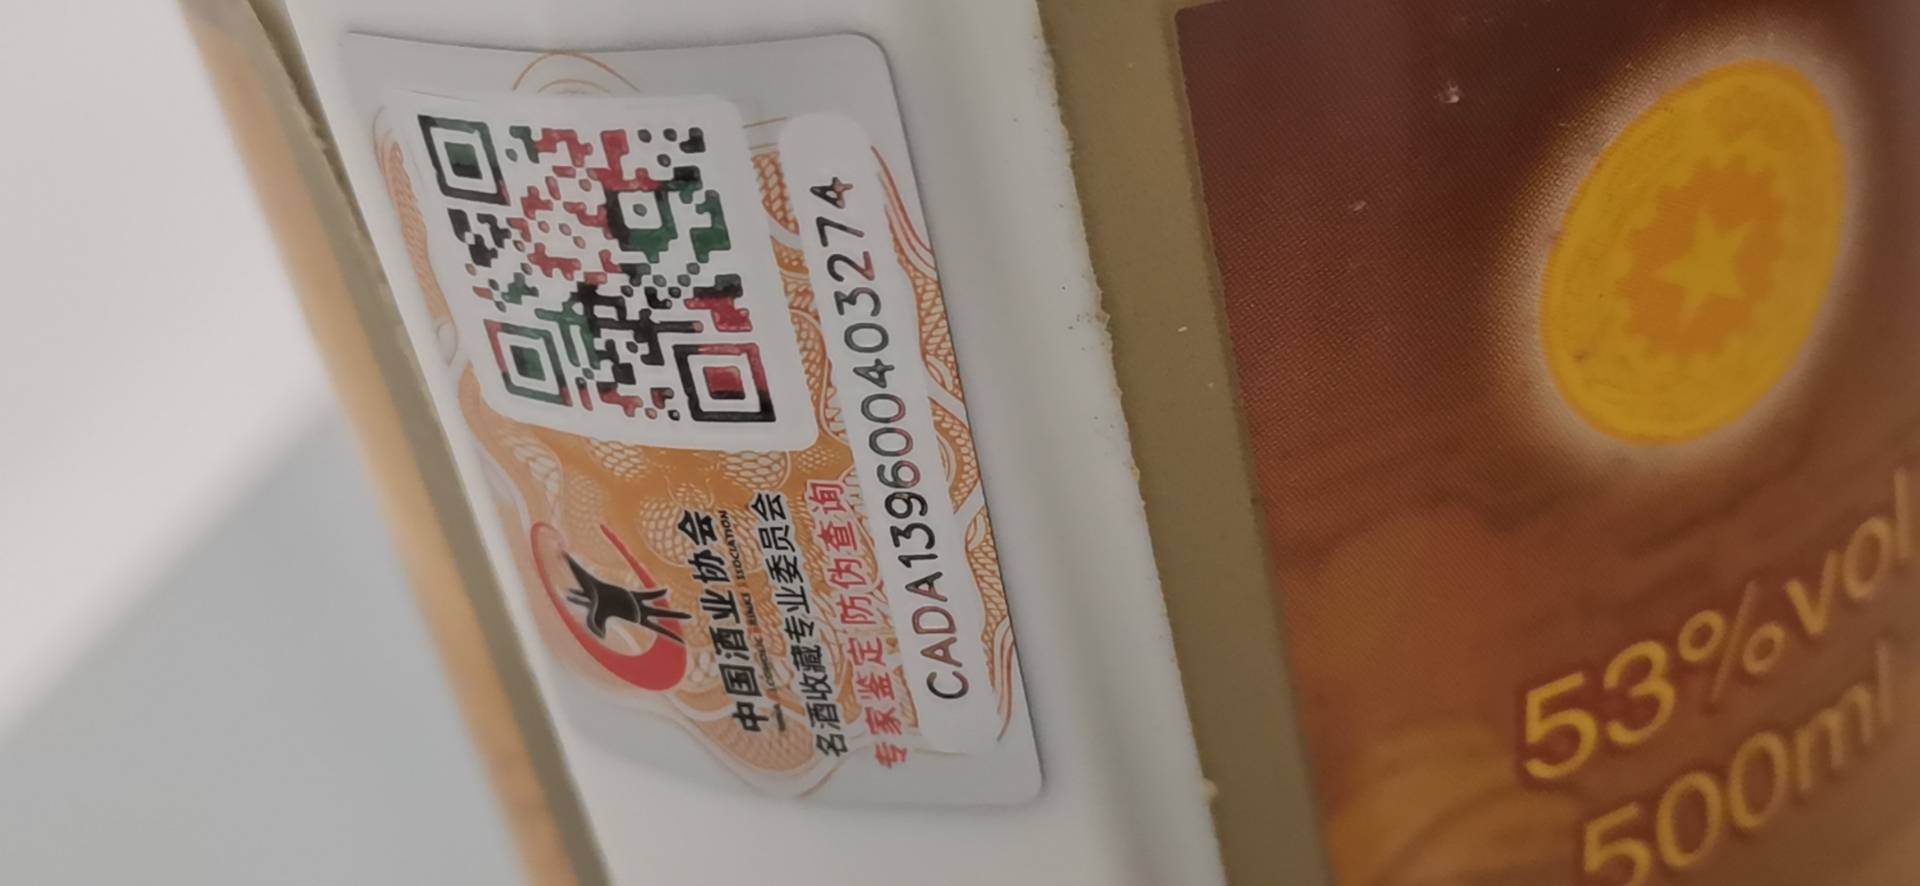 中国酒业协会
名酒收藏专业委员会
专家鉴定防伪查询
CADA139600403274
53%vol
500ml